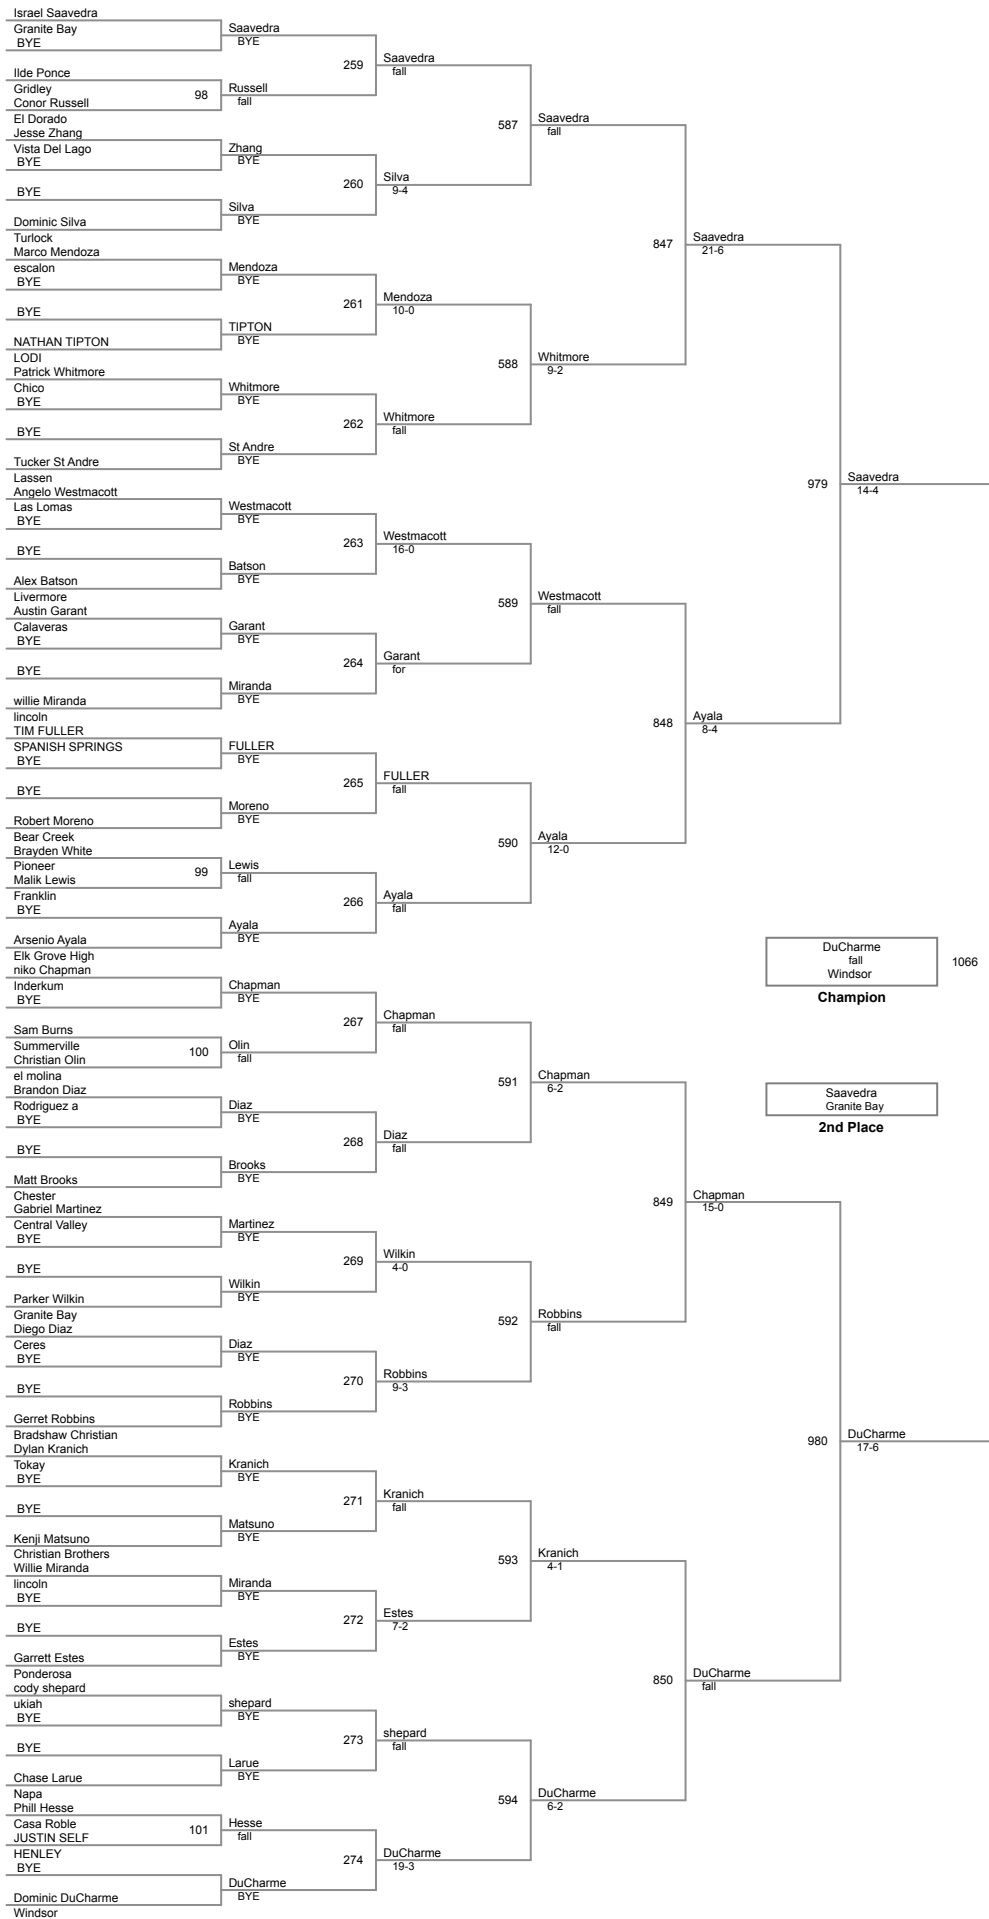 Israel Saavedra
Granite Bay
BYE
Saavedra
BYE
259
Saavedra
fall
Ilde Ponce
Gridley
98
Conor Russell
Russell
fall
El Dorado
587
Saavedra
fall
Jesse Zhang
Vista Del Lago
BYE
Zhang
BYE
260
Silva
9-4
BYE
Dominic Silva
Silva
BYE
Turlock
847
Saavedra
21-6
Marco Mendoza
escalon
BYE
Mendoza
BYE
261
Mendoza
10-0
BYE
NATHAN TIPTON
TIPTON
BYE
LODI
588
Whitmore
9-2
Patrick Whitmore
Chico
BYE
Whitmore
BYE
262
Whitmore
fall
BYE
Tucker St Andre
St Andre
BYE
Lassen
979
Saavedra
14-4
Angelo Westmacott
Las Lomas
BYE
Westmacott
BYE
263
Westmacott
16-0
BYE
Alex Batson
Batson
BYE
Livermore
589
Westmacott
fall
Austin Garant
Calaveras
BYE
Garant
BYE
264
Garant
for
BYE
willie Miranda
Miranda
BYE
lincoln
848
Ayala
8-4
TIM FULLER
SPANISH SPRINGS
BYE
FULLER
BYE
265
FULLER
fall
BYE
Robert Moreno
Moreno
BYE
Bear Creek
590
Ayala
12-0
Brayden White
Pioneer
99
Malik Lewis
Lewis
fall
Franklin
BYE
266
Ayala
fall
Arsenio Ayala
Ayala
BYE
Elk Grove High
DuCharme
fall
Windsor
1066
Champion
niko Chapman
Inderkum
BYE
Chapman
BYE
267
Chapman
fall
Sam Burns
Summerville
100
Christian Olin
Olin
fall
el molina
591
Chapman
6-2
Saavedra
Granite Bay
2nd Place
Brandon Diaz
Rodriguez a
BYE
Diaz
BYE
268
Diaz
fall
BYE
Matt Brooks
Brooks
BYE
Chester
849
Chapman
15-0
Gabriel Martinez
Central Valley
BYE
Martinez
BYE
269
Wilkin
4-0
BYE
Parker Wilkin
Wilkin
BYE
Granite Bay
592
Robbins
fall
Diego Diaz
Ceres
BYE
Diaz
BYE
270
Robbins
9-3
BYE
Gerret Robbins
Robbins
BYE
Bradshaw Christian
980
DuCharme
17-6
Dylan Kranich
Tokay
BYE
Kranich
BYE
271
Kranich
fall
BYE
Kenji Matsuno
Matsuno
BYE
Christian Brothers
593
Kranich
4-1
Willie Miranda
lincoln
BYE
Miranda
BYE
272
Estes
7-2
BYE
Garrett Estes
Estes
BYE
Ponderosa
850
DuCharme
fall
cody shepard
ukiah
BYE
shepard
BYE
273
shepard
fall
BYE
Chase Larue
Larue
BYE
Napa
594
DuCharme
6-2
Phill Hesse
Casa Roble
101
JUSTIN SELF
Hesse
fall
HENLEY
BYE
274
DuCharme
19-3
Dominic DuCharme
DuCharme
BYE
Windsor